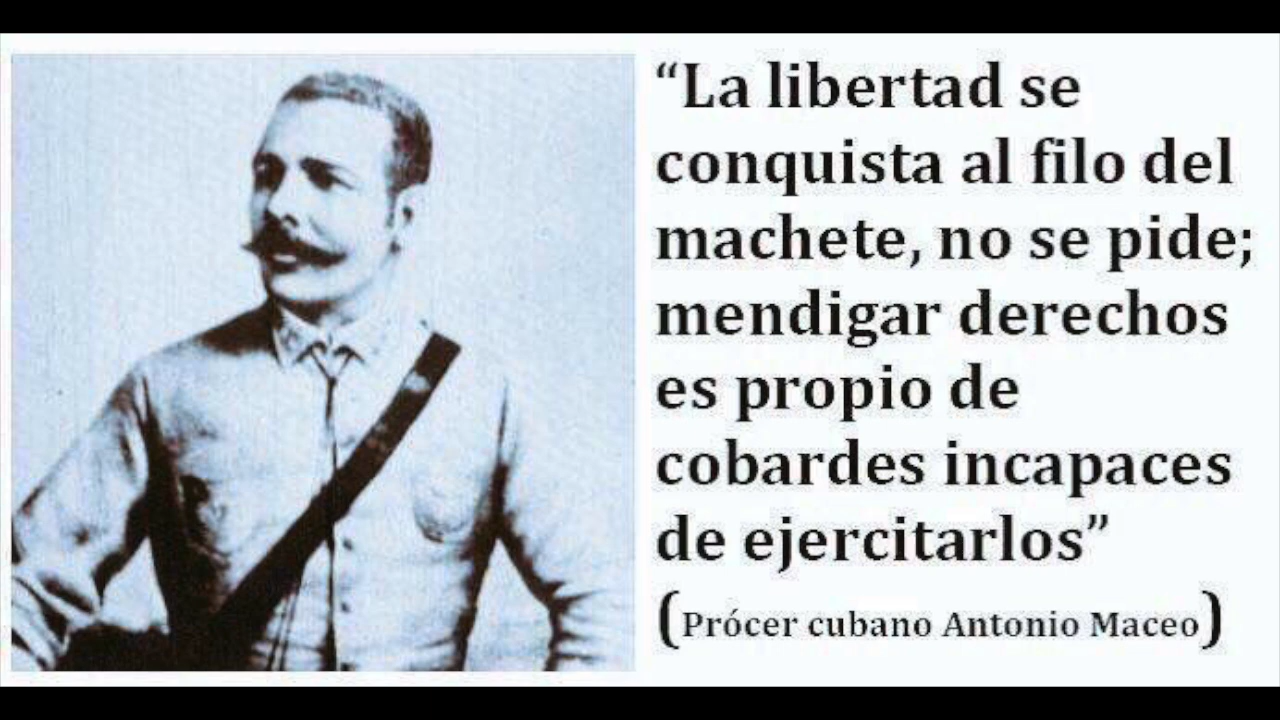 “La libertad se
conquista al filo del
machete, no se pide;
mendigar derechos
es propio de
cobardes incapaces
de ejercitarlos”
(Prócer cubano Antonio Maceo)